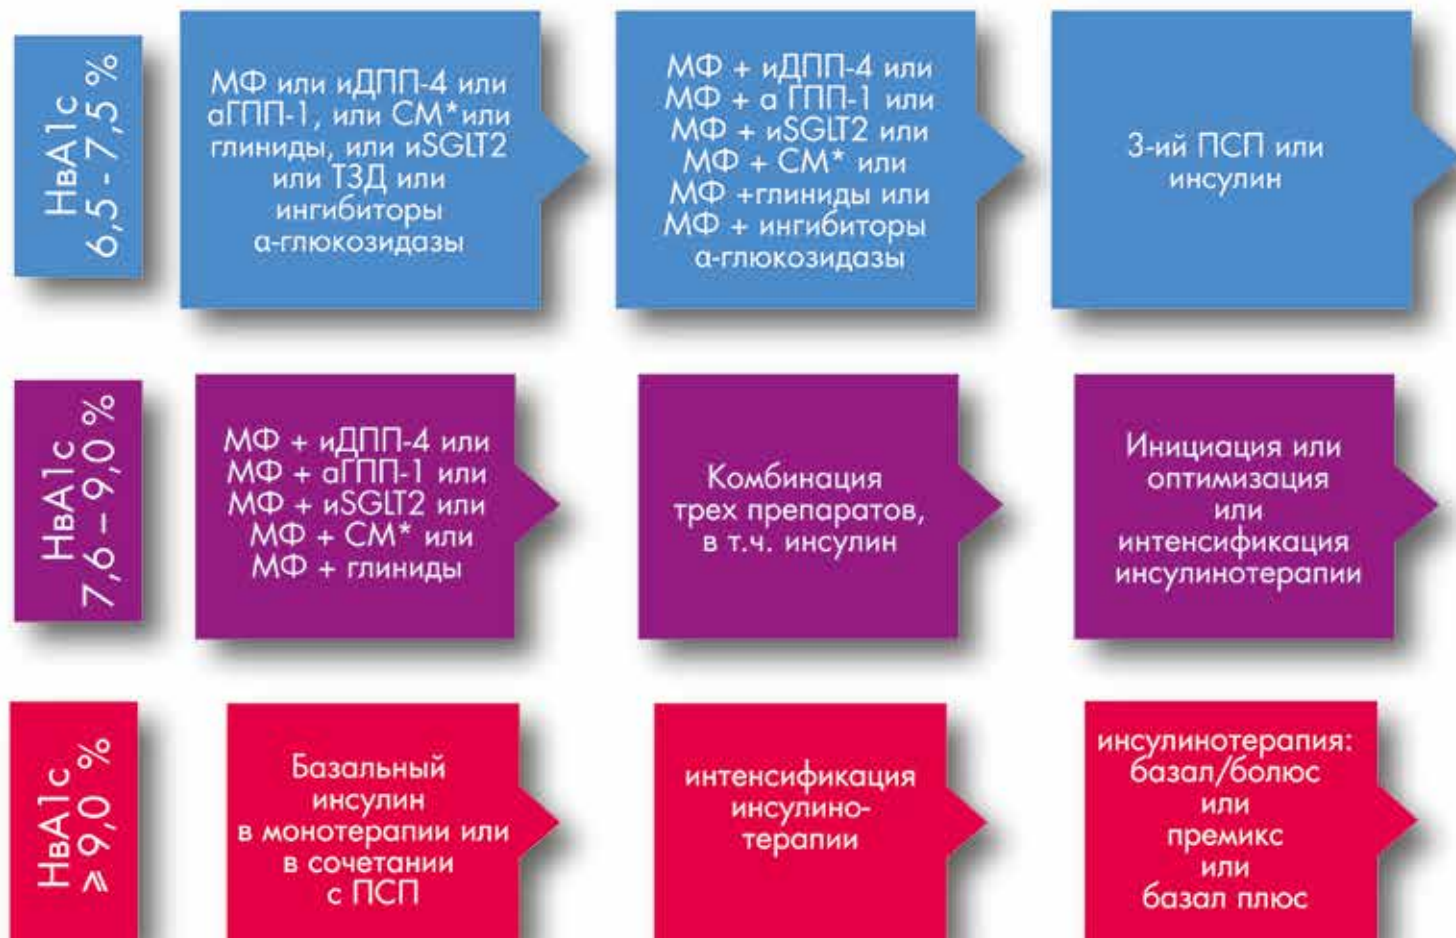 НвА1с
6,5 - 7,5 %
МФ или иДПП-4 или
аГПП-1, или СМ*или
глиниды, или иSGLT2
или ТЗД или
ингибиторы
α-глюкозидазы
МФ + иДПП-4 или
МФ + а ГПП-1 или
МФ + иSGLT2 или
МФ + СМ* или
МФ +глиниды или
МФ + ингибиторы
α-глюкозидазы
3-ий ПСП или
инсулин
НвА1с
7,6 – 9,0 %
МФ + иДПП-4 или
МФ + аГПП-1 или
МФ + иSGLT2 или
МФ + СМ* или
МФ + глиниды
Комбинация
трех препаратов,
в т.ч. инсулин
Инициация или
оптимизация
или
интенсификация
инсулинотерапии
НвА1с
⩾ 9,0 %
Базальный
инсулин
в монотерапии или
в сочетании
с ПСП
интенсификация
инсулино-
терапии
инсулинотерапия:
базал/болюс
или
премикс
или
базал плюс